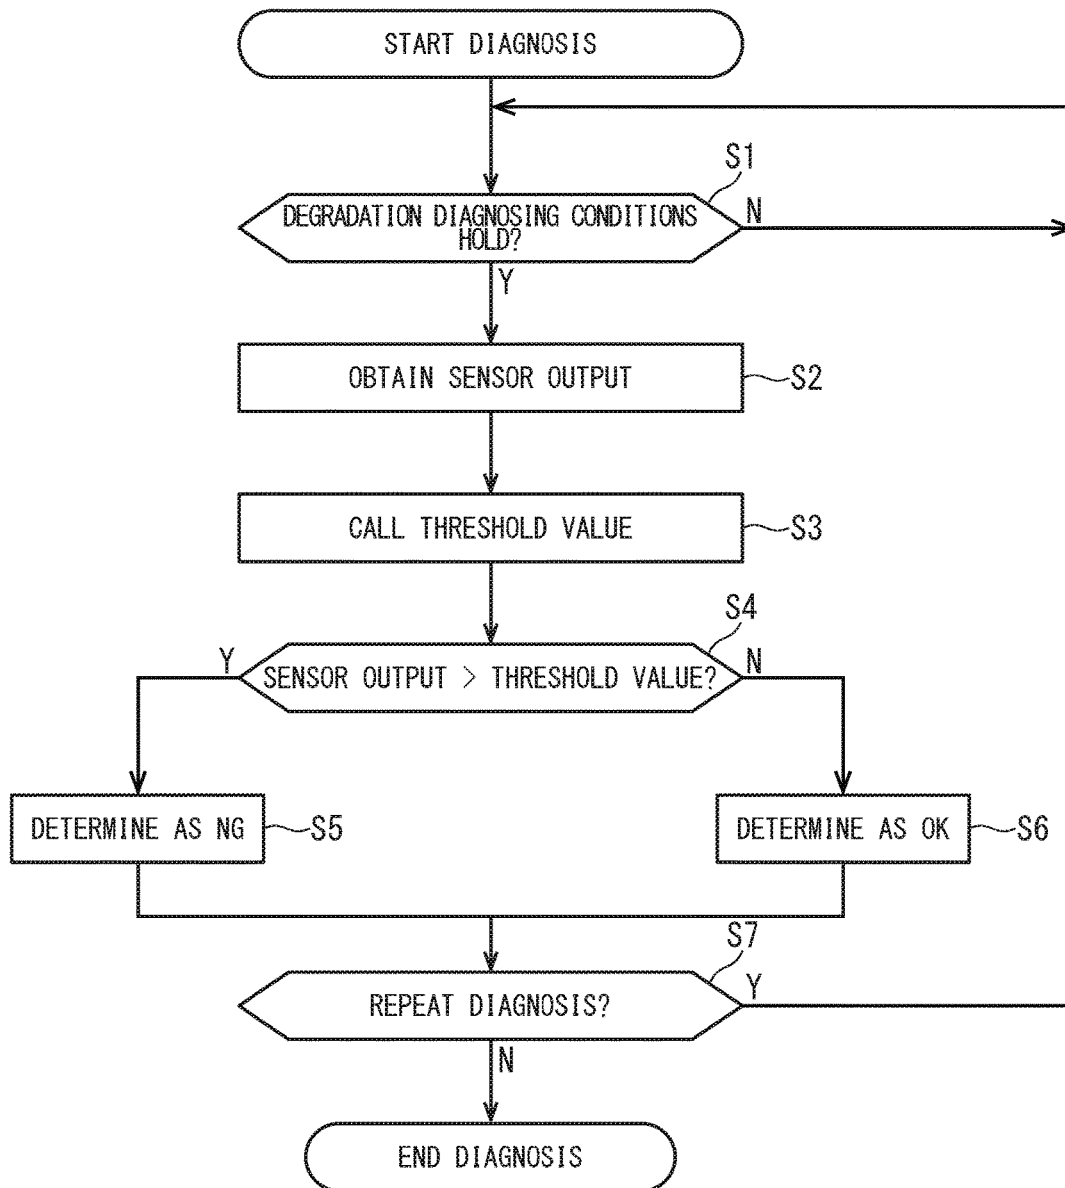 START DIAGNOSIS
S1
DEGRADATION DIAGNOSING CONDITIONS
HOLD?
N
Y
OBTAIN SENSOR OUTPUT
S2
CALL THRESHOLD VALUE
S3
S4
Y
SENSOR OUTPUT > THRESHOLD VALUE?
N
DETERMINE AS NG
S5
DETERMINE AS OK
S6
S7
REPEAT DIAGNOSIS?
Y
N
END DIAGNOSIS